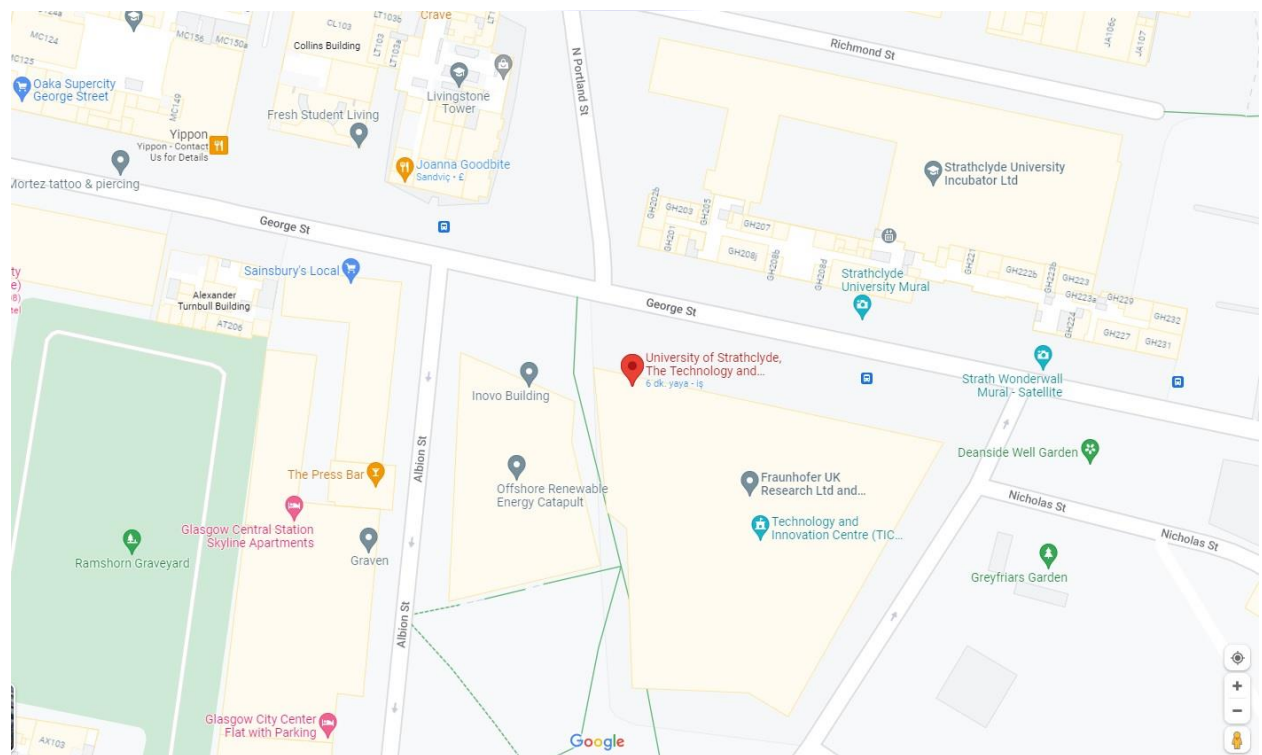 MC124
MC125
MC156
MC150a
MC149
CL103
Collins Building
LT103b
LT103a
Crave
Livingstone
Tower
N Portland St
Richmond St
JA106c
JA107
Oaka Supercity
George Street
Yippon
Yippon - Contact
Us for Details
Fresh Student Living
Joanna Goodbite
Sandviç • £
Mortez tattoo & piercing
Strathclyde University
Incubator Ltd
GH202b
GH203
GH205
GH201
GH207
GH208j
GH208b
GH208d
GH221
GH222b
GH223b
GH223
GH223a
GH229
GH232
GH224
GH227
GH231
George St
Sainsbury's Local
Alexander
Turnbull Building
AT206
Strathclyde
University Mural
George St
University of Strathclyde,
The Technology and...
6 dk. yaya - iş
Inovo Building
Strath Wonderwall
Mural - Satellite
Albion St
The Press Bar
Offshore Renewable
Energy Catapult
Fraunhofer UK
Research Ltd and...
Technology and
Innovation Centre (TIC...
Deanside Well Garden
Nicholas St
Nicholas St
Glasgow Central Station
Skyline Apartments
Ramshorn Graveyard
Graven
Greyfriars Garden
Albion St
Glasgow City Center
Flat with Parking
AX103
Google